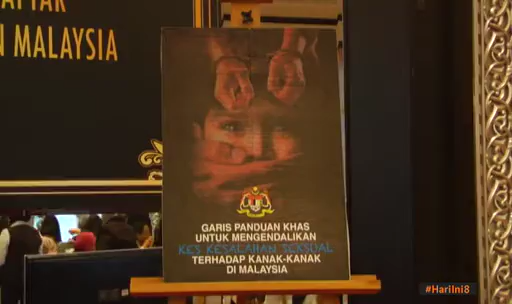 N MALAYSIA
GARIS PANDUAN KHAS
UNTUK MENGENDALIKAN
KES KESALAHAN SEKSUAL
TERHADAP KANAK-KANAK
DI MALAYSIA
#HariIni8